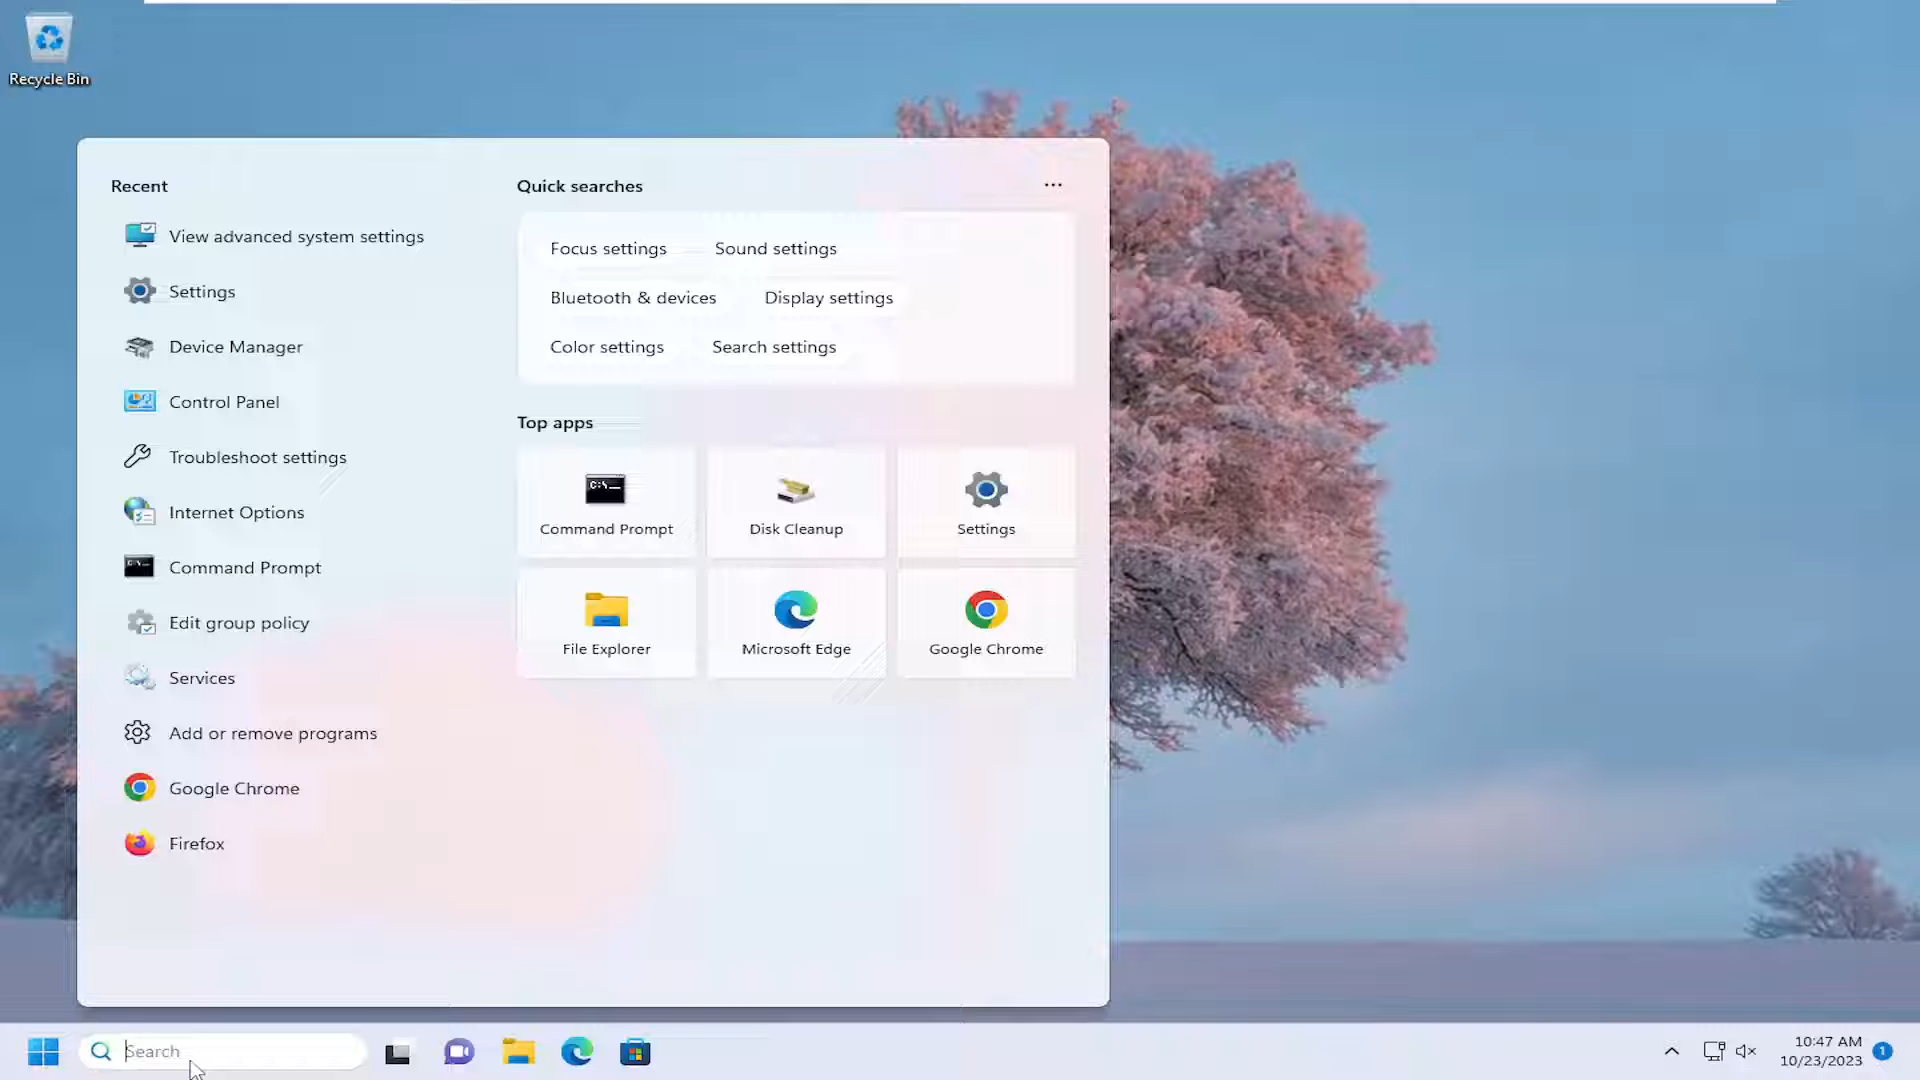 Recycle Bin
Recent
View advanced system settings
Settings
Device Manager
Control Panel
Troubleshoot settings
Internet Options
Command Prompt
Edit group policy
Services
Add or remove programs
Google Chrome
Firefox
Quick searches
Focus settings Sound settings
Bluetooth & devices Display settings
Color settings Search settings
Top apps
C:\_
Command Prompt Disk Cleanup Settings
File Explorer Microsoft Edge Google Chrome
Search
10:47 AM
10/23/2023
1